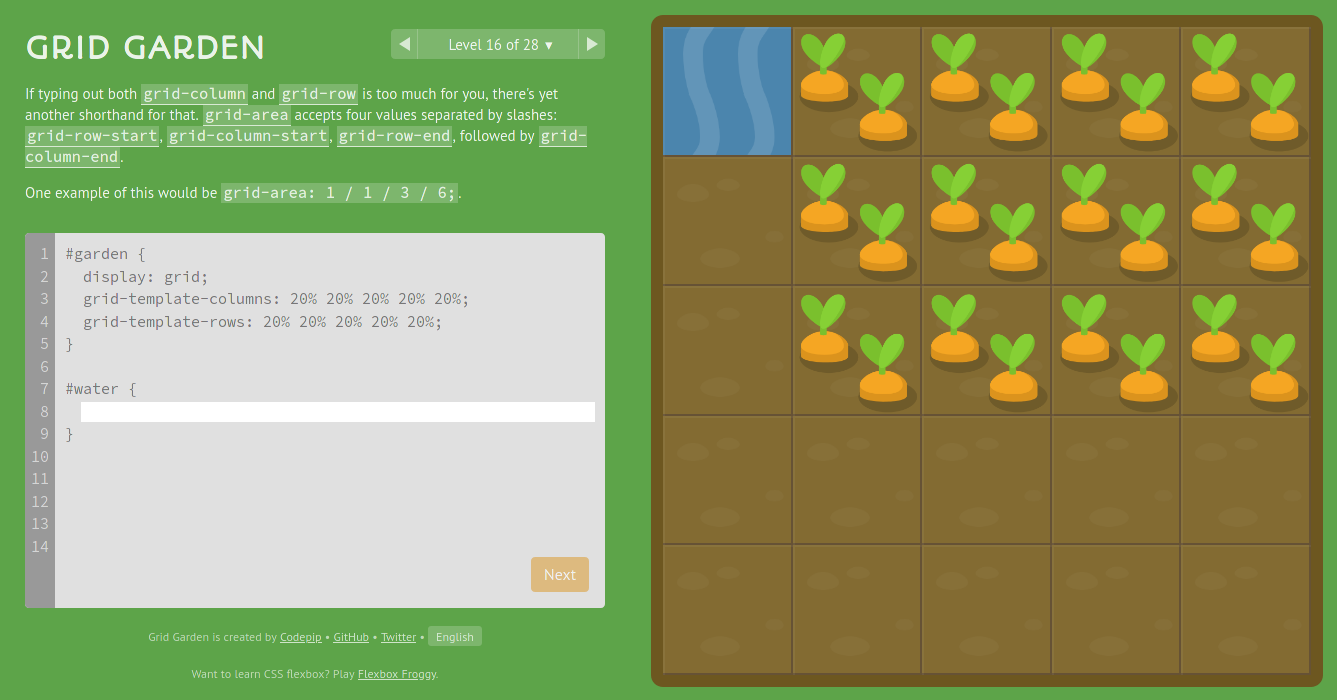 GRID GARDEN
◀ Level 16 of 28 ▼ ▶
If typing out both grid-column and grid-row is too much for you, there's yet
another shorthand for that. grid-area accepts four values separated by slashes:
grid-row-start, grid-column-start, grid-row-end, followed by grid-
column-end.
One example of this would be grid-area: 1 / 1 / 3 / 6;.
1 #garden {
2   display: grid;
3   grid-template-columns: 20% 20% 20% 20% 20%;
4   grid-template-rows: 20% 20% 20% 20% 20%;
5 }
6
7 #water {
8
9 }
10
11
12
13
14
Next
Grid Garden is created by Codepip • GitHub • Twitter • English
Want to learn CSS flexbox? Play Flexbox Froggy.